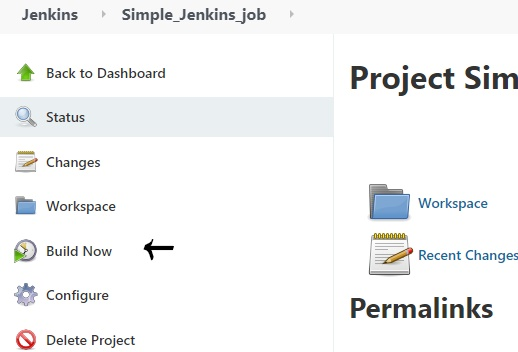 Jenkins Simple_Jenkins_job
Back to Dashboard
Status
Changes
Workspace
Build Now
Configure
Delete Project
Project Sim
Workspace
Recent Changes
Permalinks